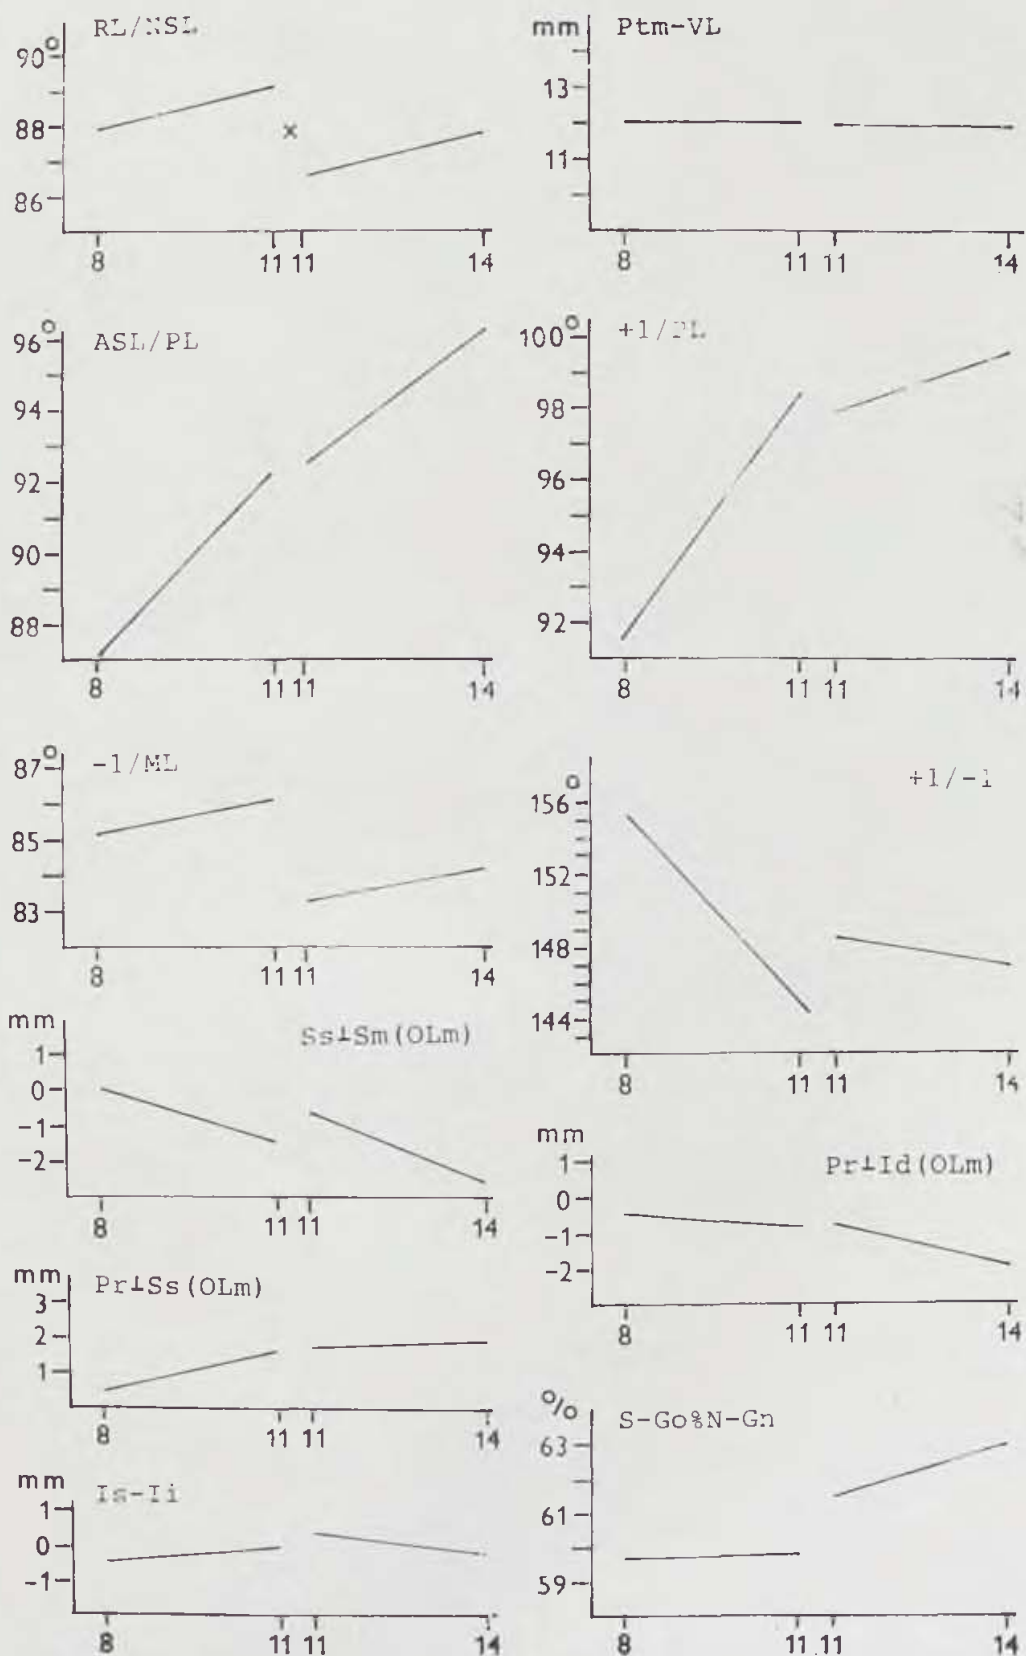 RL/NSL
90°
88
86
×
8 11 11 14
mm Ptm-VL
13
11
8 11 11 14
ASL/PL
96°
94
92
90
88
8 11 11 14
+1/PL
100°
98
96
94
92
8 11 11 14
-1/ML
87°
85
83
8 11 11 14
+1/-1
°
156
152
148
144
8 11 11 14
mm
Ss⊥Sm(OLm)
1
0
-1
-2
8 11 11 14
mm
Pr⊥Id(OLm)
1
0
-1
-2
8 11 11 14
mm
Pr⊥Ss(OLm)
3
2
1
8 11 11 14
%
S-Go%N-Gn
63
61
59
8 11 11 14
mm
Is-Ii
1
0
-1
8 11 11 14